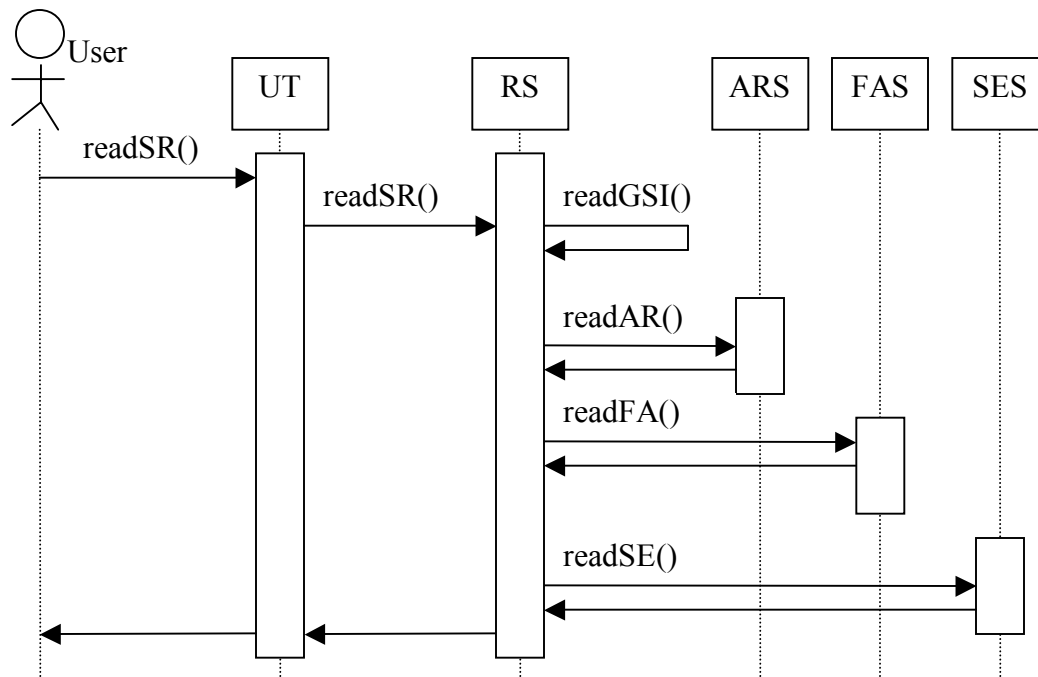 User
UT
RS
ARS
FAS
SES
readSR()
readSR()
readGSI()
readAR()
readFA()
readSE()